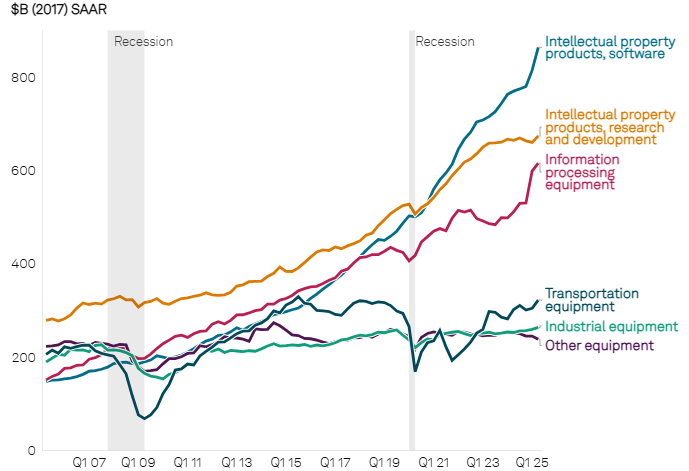 $B (2017) SAAR
Recession
Recession
Intellectual property
products, software
800
Intellectual property
products, research
and development
600
Information
processing
equipment
400
Transportation
equipment
Industrial equipment
Other equipment
200
0
Q1 07
Q1 09
Q1 11
Q1 13
Q1 15
Q1 17
Q1 19
Q1 21
Q1 23
Q1 25